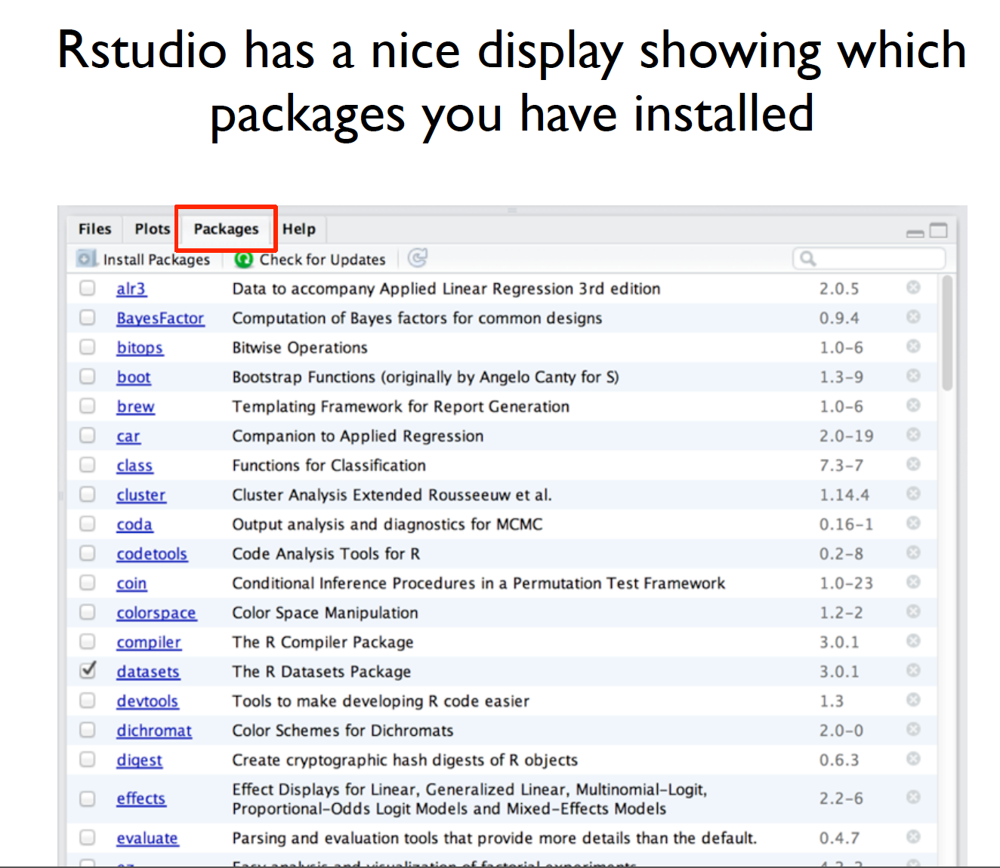 Rstudio has a nice display showing which
packages you have installed
Files Plots Packages Help
Install Packages Check for Updates
alr3 Data to accompany Applied Linear Regression 3rd edition 2.0.5
BayesFactor Computation of Bayes factors for common designs 0.9.4
bitops Bitwise Operations 1.0-6
boot Bootstrap Functions (originally by Angelo Canty for S) 1.3-9
brew Templating Framework for Report Generation 1.0-6
car Companion to Applied Regression 2.0-19
class Functions for Classification 7.3-7
cluster Cluster Analysis Extended Rousseeuw et al. 1.14.4
coda Output analysis and diagnostics for MCMC 0.16-1
codetools Code Analysis Tools for R 0.2-8
coin Conditional Inference Procedures in a Permutation Test Framework 1.0-23
colorspace Color Space Manipulation 1.2-2
compiler The R Compiler Package 3.0.1
datasets The R Datasets Package 3.0.1
devtools Tools to make developing R code easier 1.3
dichromat Color Schemes for Dichromats 2.0-0
digest Create cryptographic hash digests of R objects 0.6.3
effects Effect Displays for Linear, Generalized Linear, Multinomial-Logit, 2.2-6
Proportional-Odds Logit Models and Mixed-Effects Models
evaluate Parsing and evaluation tools that provide more details than the default. 0.4.7
ez Easy analysis and visualization of factorial experiments